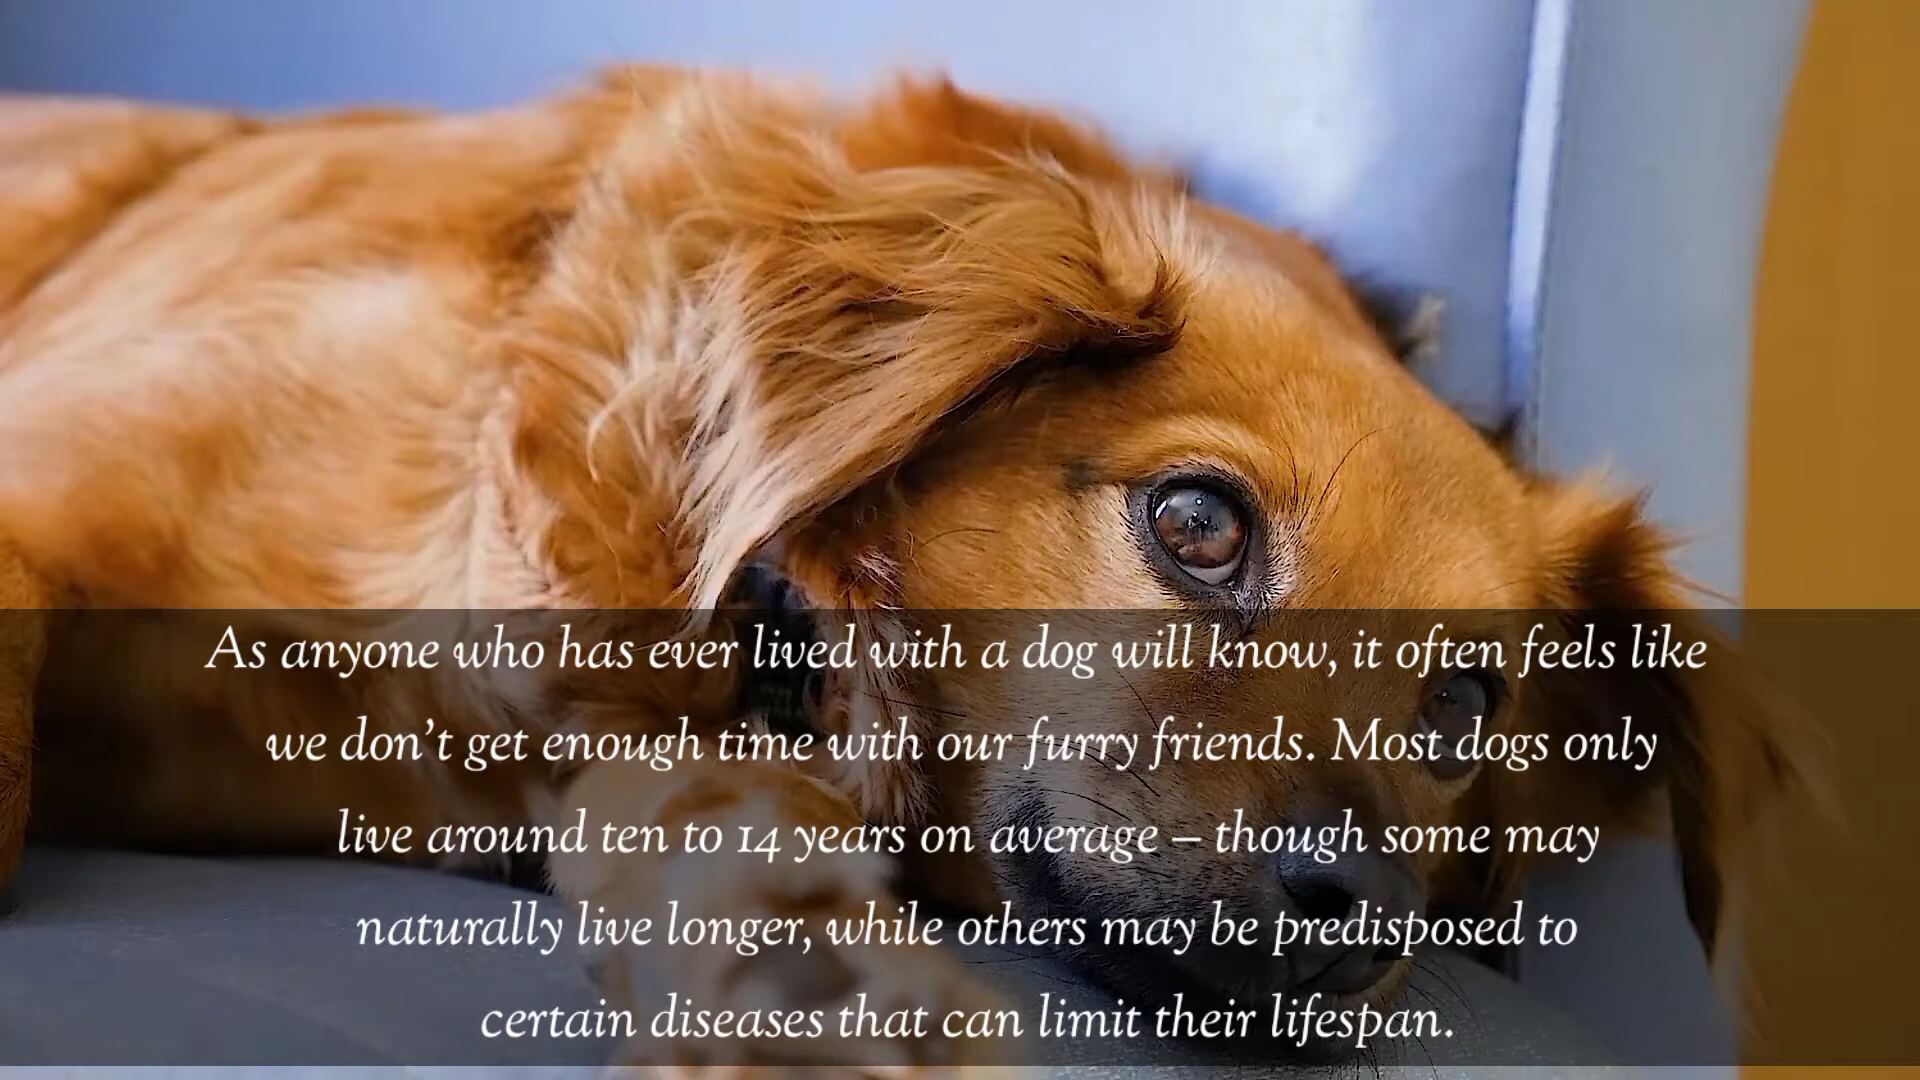 As anyone who has ever lived with a dog will know, it often feels like
we don’t get enough time with our furry friends. Most dogs only
live around ten to 14 years on average – though some may
naturally live longer, while others may be predisposed to
certain diseases that can limit their lifespan.